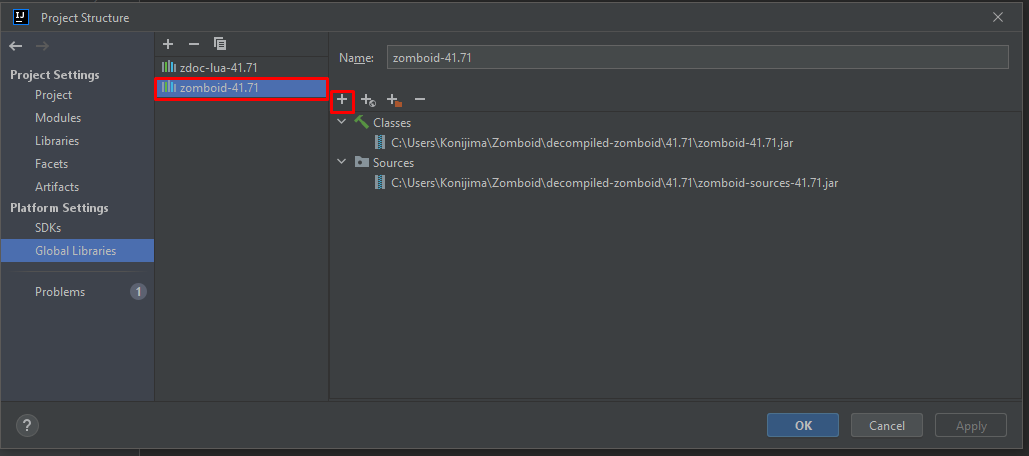 IJ
Project Structure
Project Settings
Project
Modules
Libraries
Facets
Artifacts
Platform Settings
SDKs
Global Libraries
Problems
1
zdoc-lua-41.71
zomboid-41.71
Name:
zomboid-41.71
Classes
C:\Users\Konijima\Zomboid\decompiled-zomboid\41.71\zomboid-41.71.jar
Sources
C:\Users\Konijima\Zomboid\decompiled-zomboid\41.71\zomboid-sources-41.71.jar
?
OK
Cancel
Apply